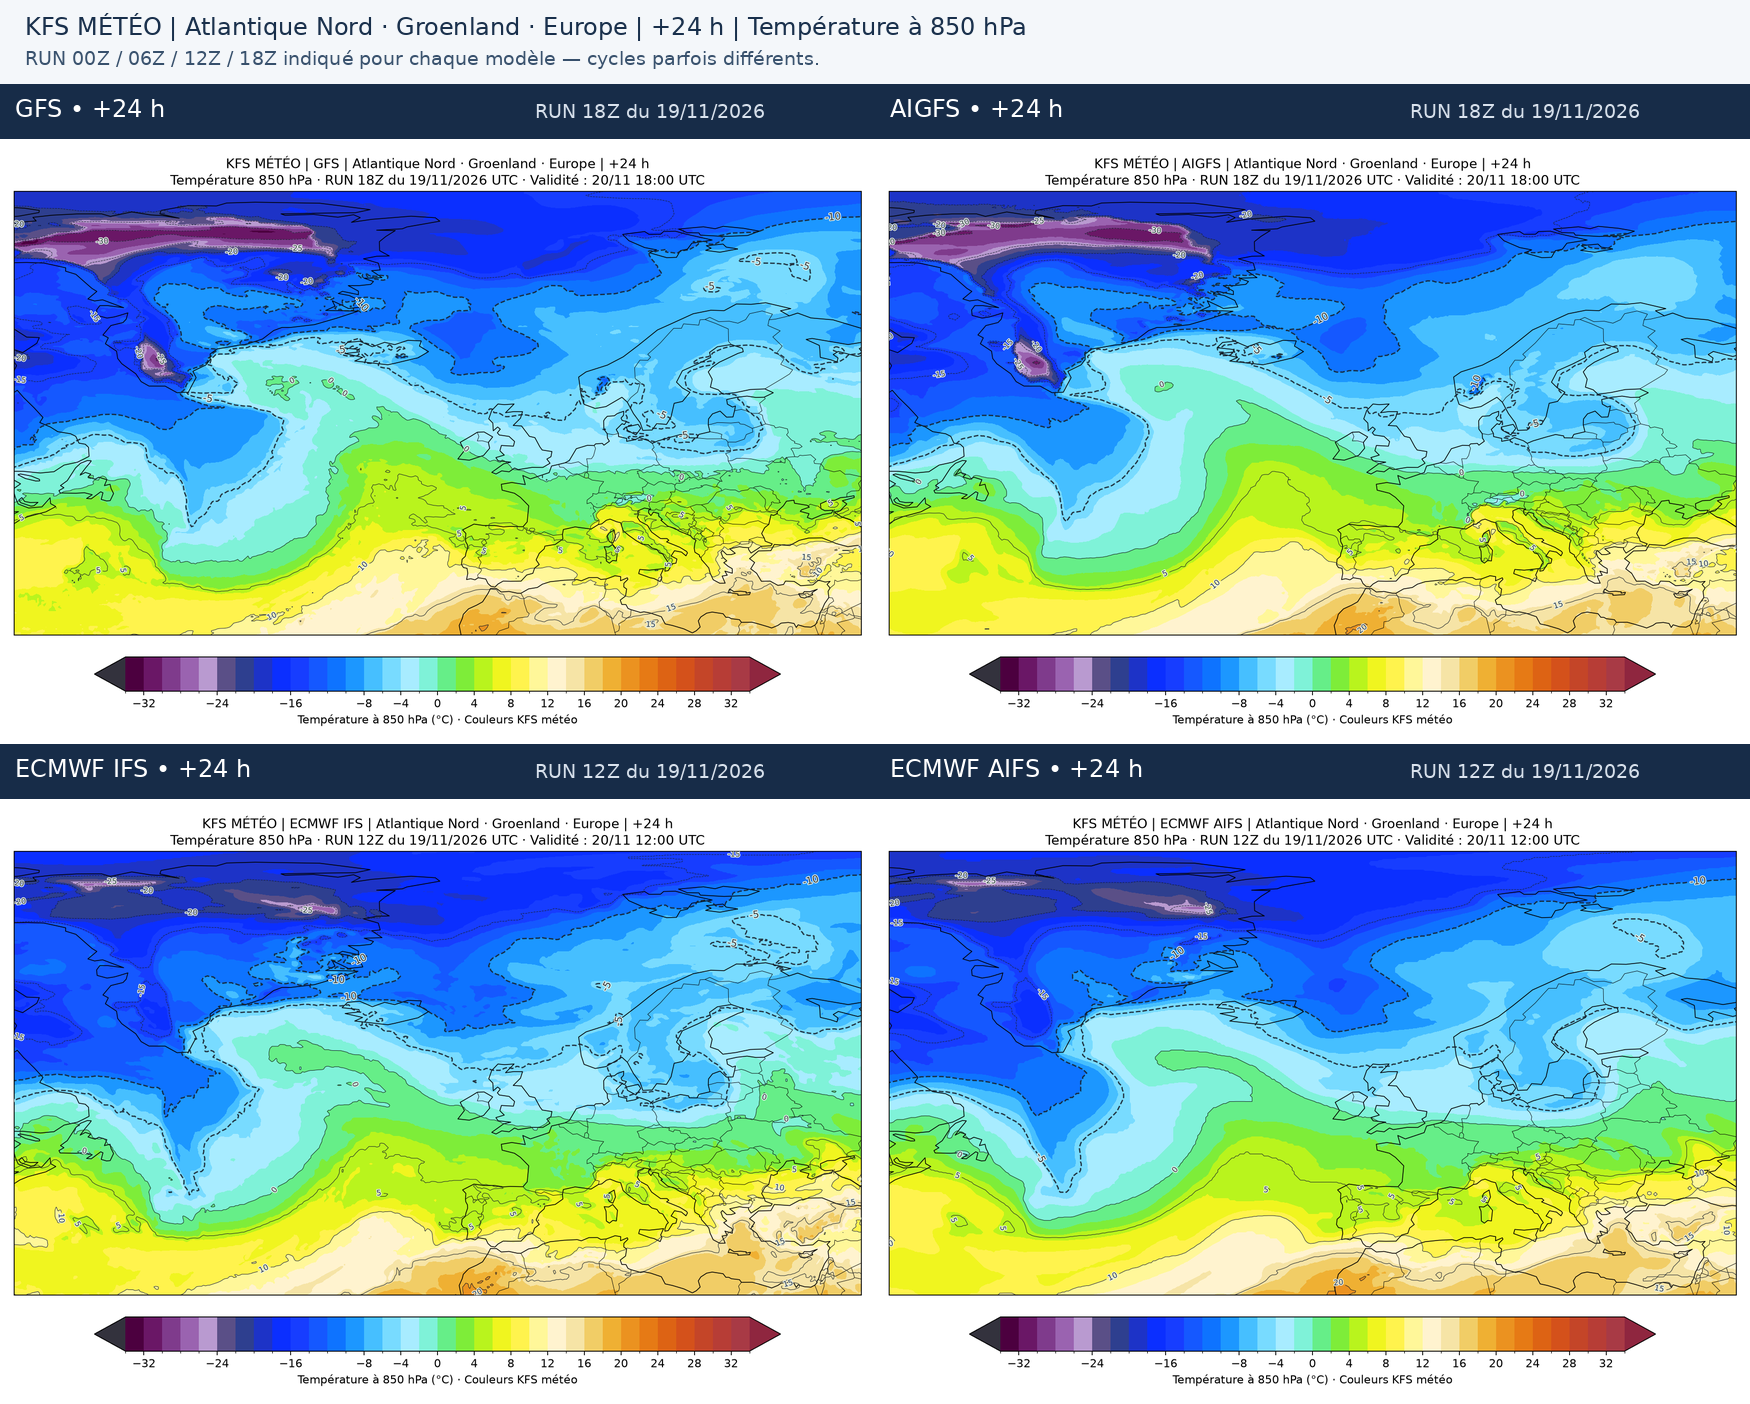 KFS MÉTÉO | Atlantique Nord · Groenland · Europe | +24 h | Température à 850 hPa
RUN 00Z / 06Z / 12Z / 18Z indiqué pour chaque modèle — cycles parfois différents.
GFS • +24 h
RUN 18Z du 19/11/2026
KFS MÉTÉO | GFS | Atlantique Nord · Groenland · Europe | +24 h
Température 850 hPa · RUN 18Z du 19/11/2026 UTC · Validité : 20/11 18:00 UTC
−32 −24 −16 −8 −4 0 4 8 12 16 20 24 28 32
Température à 850 hPa (°C) · Couleurs KFS météo
AIGFS • +24 h
RUN 18Z du 19/11/2026
KFS MÉTÉO | AIGFS | Atlantique Nord · Groenland · Europe | +24 h
Température 850 hPa · RUN 18Z du 19/11/2026 UTC · Validité : 20/11 18:00 UTC
−32 −24 −16 −8 −4 0 4 8 12 16 20 24 28 32
Température à 850 hPa (°C) · Couleurs KFS météo
ECMWF IFS • +24 h
RUN 12Z du 19/11/2026
KFS MÉTÉO | ECMWF IFS | Atlantique Nord · Groenland · Europe | +24 h
Température 850 hPa · RUN 12Z du 19/11/2026 UTC · Validité : 20/11 12:00 UTC
−32 −24 −16 −8 −4 0 4 8 12 16 20 24 28 32
Température à 850 hPa (°C) · Couleurs KFS météo
ECMWF AIFS • +24 h
RUN 12Z du 19/11/2026
KFS MÉTÉO | ECMWF AIFS | Atlantique Nord · Groenland · Europe | +24 h
Température 850 hPa · RUN 12Z du 19/11/2026 UTC · Validité : 20/11 12:00 UTC
−32 −24 −16 −8 −4 0 4 8 12 16 20 24 28 32
Température à 850 hPa (°C) · Couleurs KFS météo